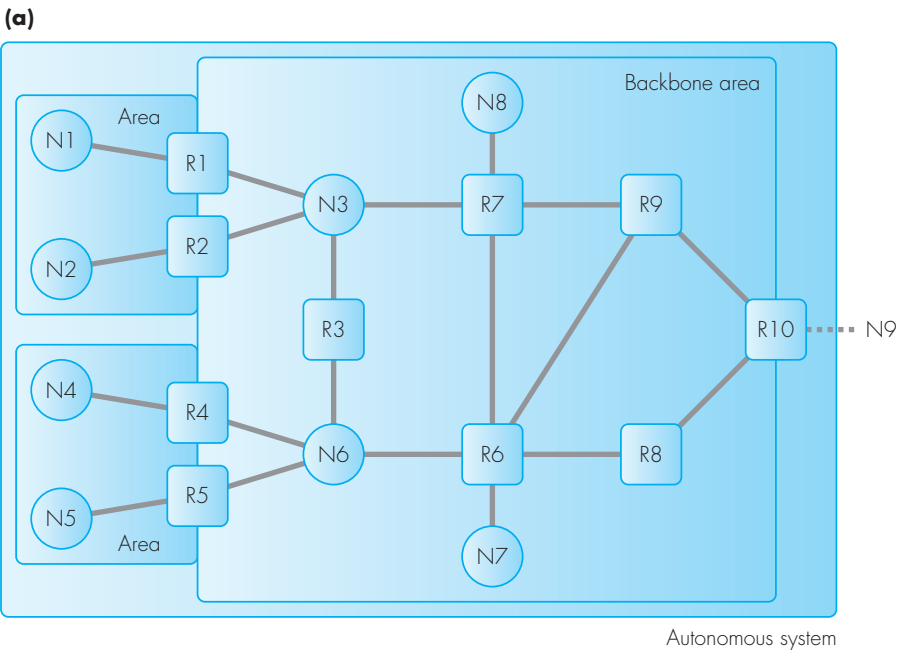 (a)
Backbone area
N8
Area
N1
R1
N3
R7
R9
R2
N2
R3
R10
N9
N4
R4
N6
R6
R8
R5
N5
Area
N7
Autonomous system